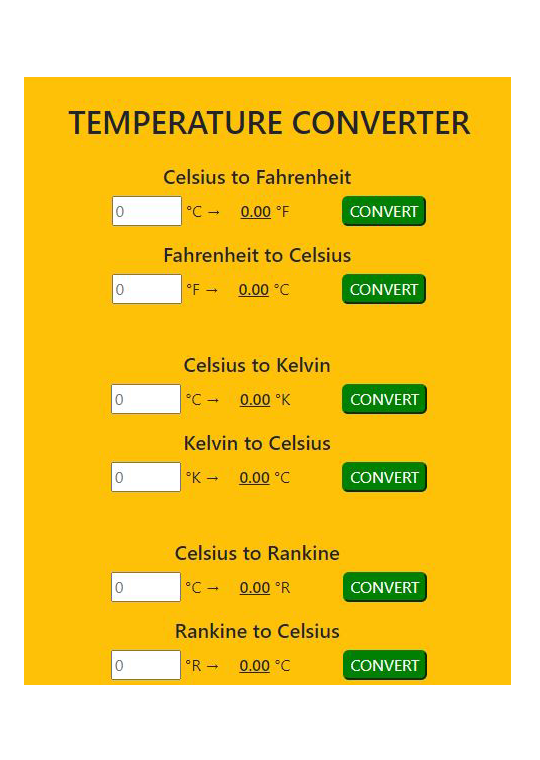 TEMPERATURE CONVERTER
Celsius to Fahrenheit
0 °C → 0.00 °F CONVERT
Fahrenheit to Celsius
0 °F → 0.00 °C CONVERT
Celsius to Kelvin
0 °C → 0.00 °K CONVERT
Kelvin to Celsius
0 °K → 0.00 °C CONVERT
Celsius to Rankine
0 °C → 0.00 °R CONVERT
Rankine to Celsius
0 °R → 0.00 °C CONVERT